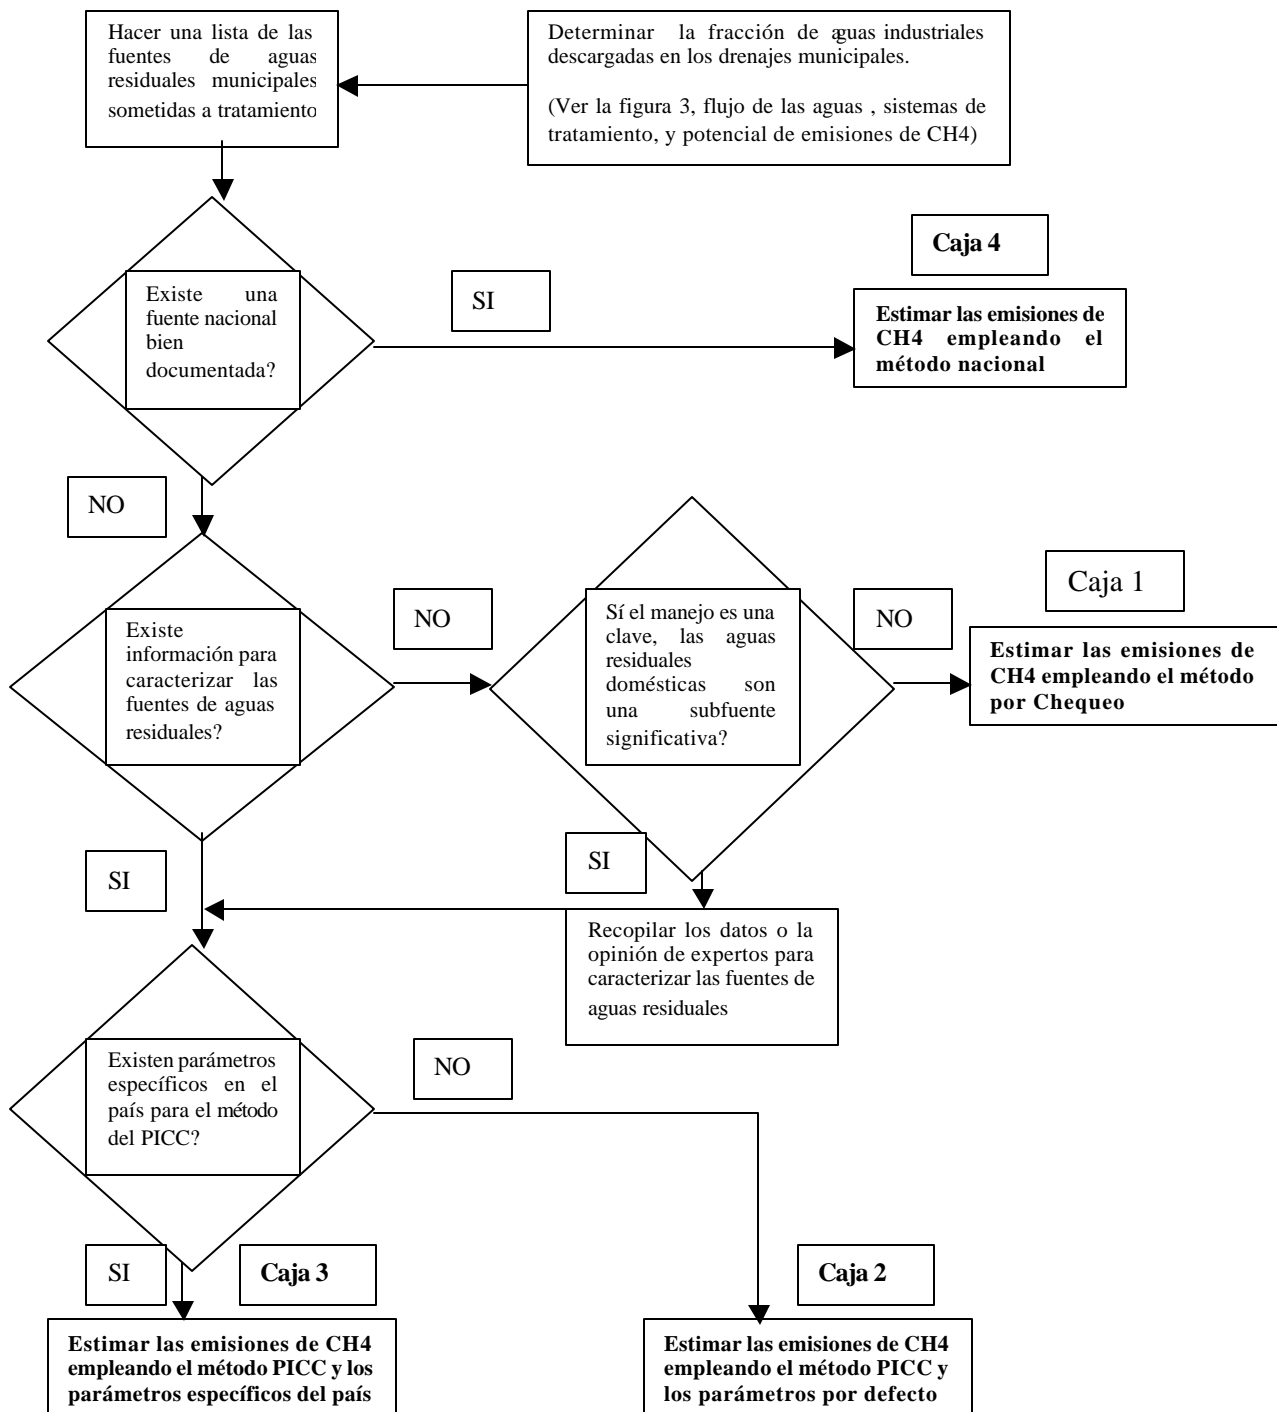 Hacer una lista de las
fuentes de aguas
residuales municipales
sometidas a tratamiento
Determinar la fracción de aguas industriales
descargadas en los drenajes municipales.
(Ver la figura 3, flujo de las aguas , sistemas de
tratamiento, y potencial de emisiones de CH4)
Existe una
fuente nacional
bien
documentada?
SI
Caja 4
Estimar las emisiones de
CH4 empleando el
método nacional
NO
Existe
información para
caracterizar las
fuentes de aguas
residuales?
NO
Sí el manejo es una
clave, las aguas
residuales
domésticas son
una subfuente
significativa?
NO
Caja 1
Estimar las emisiones de
CH4 empleando el método
por Chequeo
SI
SI
Recopilar los datos o la
opinión de expertos para
caracterizar las fuentes de
aguas residuales
Existen parámetros
específicos en el
país para el método
del PICC?
NO
SI
Caja 3
Caja 2
Estimar las emisiones de CH4
empleando el método PICC y los
parámetros específicos del país
Estimar las emisiones de CH4
empleando el método PICC y
los parámetros por defecto